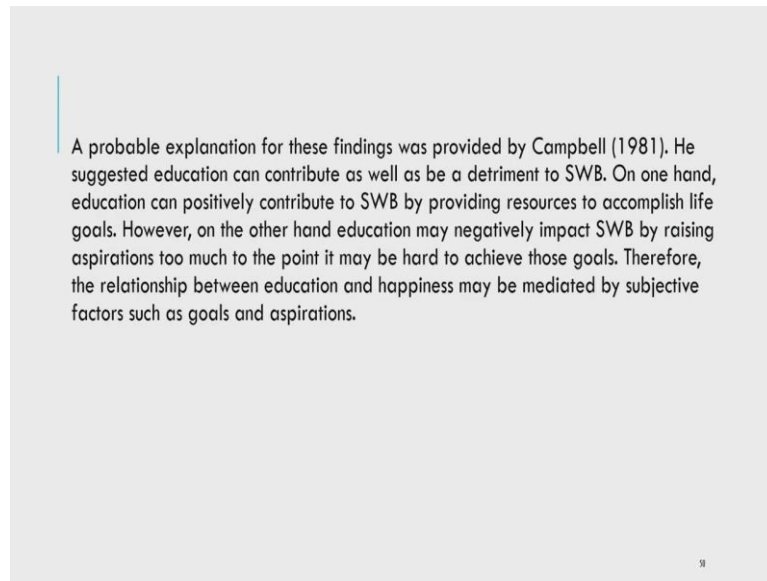 A probable explanation for these findings was provided by Campbell (1981). He
suggested education can contribute as well as be a detriment to SWB. On one hand,
education can positively contribute to SWB by providing resources to accomplish life
goals. However, on the other hand education may negatively impact SWB by raising
aspirations too much to the point it may be hard to achieve those goals. Therefore,
the relationship between education and happiness may be mediated by subjective
factors such as goals and aspirations.